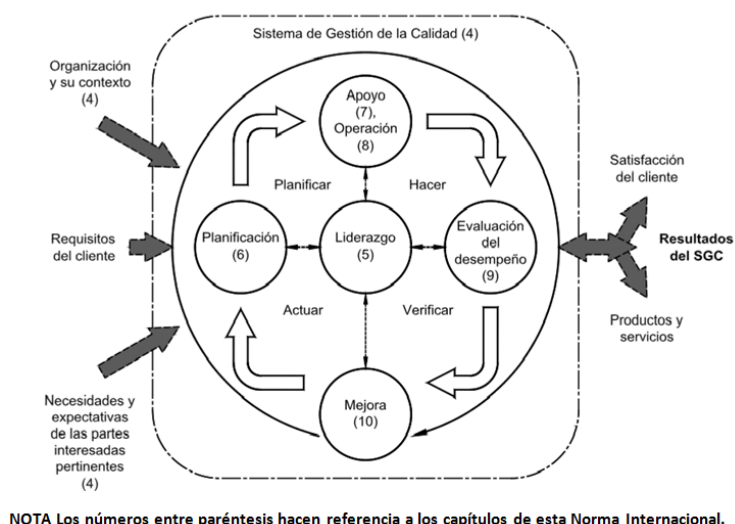 Sistema de Gestión de la Calidad (4)
Organización
y su contexto
(4)
Apoyo
(7),
Operación
(8)
Satisfacción
del cliente
Planificar
Hacer
Requisitos
del cliente
Planificación
(6)
Liderazgo
(5)
Evaluación
del
desempeño
(9)
Resultados
del SGC
Actuar
Verificar
Productos y
servicios
Necesidades y
expectativas
de las partes
interesadas
pertinentes
(4)
Mejora
(10)
NOTA Los números entre paréntesis hacen referencia a los capítulos de esta Norma Internacional.